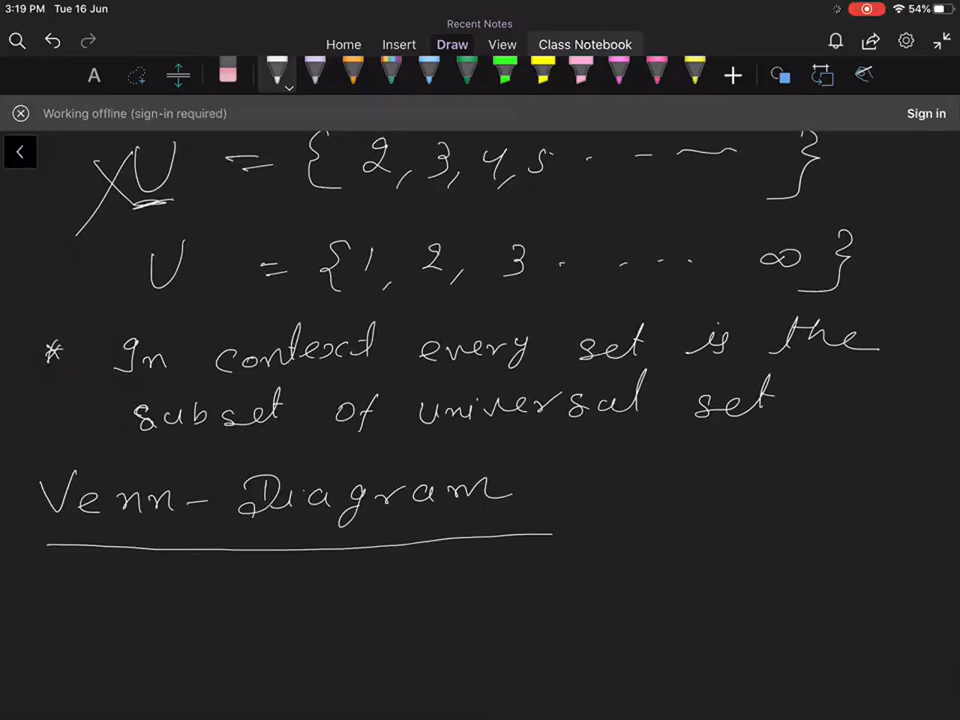 3:19 PM Tue 16 Jun
54%
Recent Notes
Home Insert Draw View Class Notebook
A
Working offline (sign-in required) Sign in
U = { 2, 3, 4, 5 . - ~ }
U = {1, 2, 3 . . ... ∞}
* In context every set is the
subset of universal set
Venn - Diagram